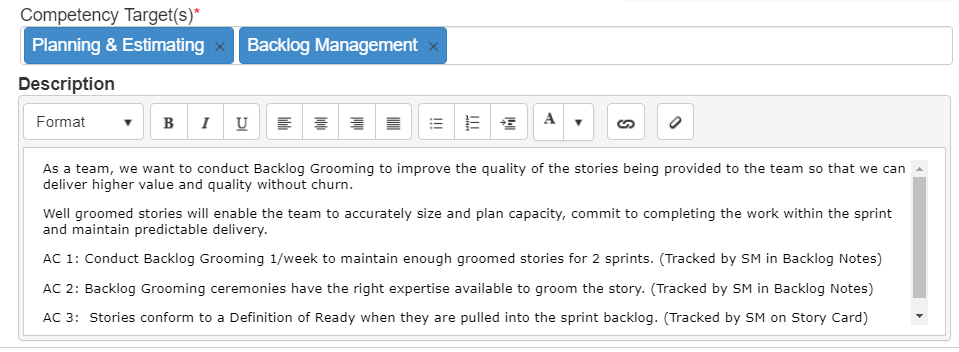 Competency Target(s)*
Planning & Estimating × Backlog Management ×
Description
Format B I U A
As a team, we want to conduct Backlog Grooming to improve the quality of the stories being provided to the team so that we can
deliver higher value and quality without churn.
Well groomed stories will enable the team to accurately size and plan capacity, commit to completing the work within the sprint
and maintain predictable delivery.
AC 1: Conduct Backlog Grooming 1/week to maintain enough groomed stories for 2 sprints. (Tracked by SM in Backlog Notes)
AC 2: Backlog Grooming ceremonies have the right expertise available to groom the story. (Tracked by SM in Backlog Notes)
AC 3:  Stories conform to a Definition of Ready when they are pulled into the sprint backlog. (Tracked by SM on Story Card)